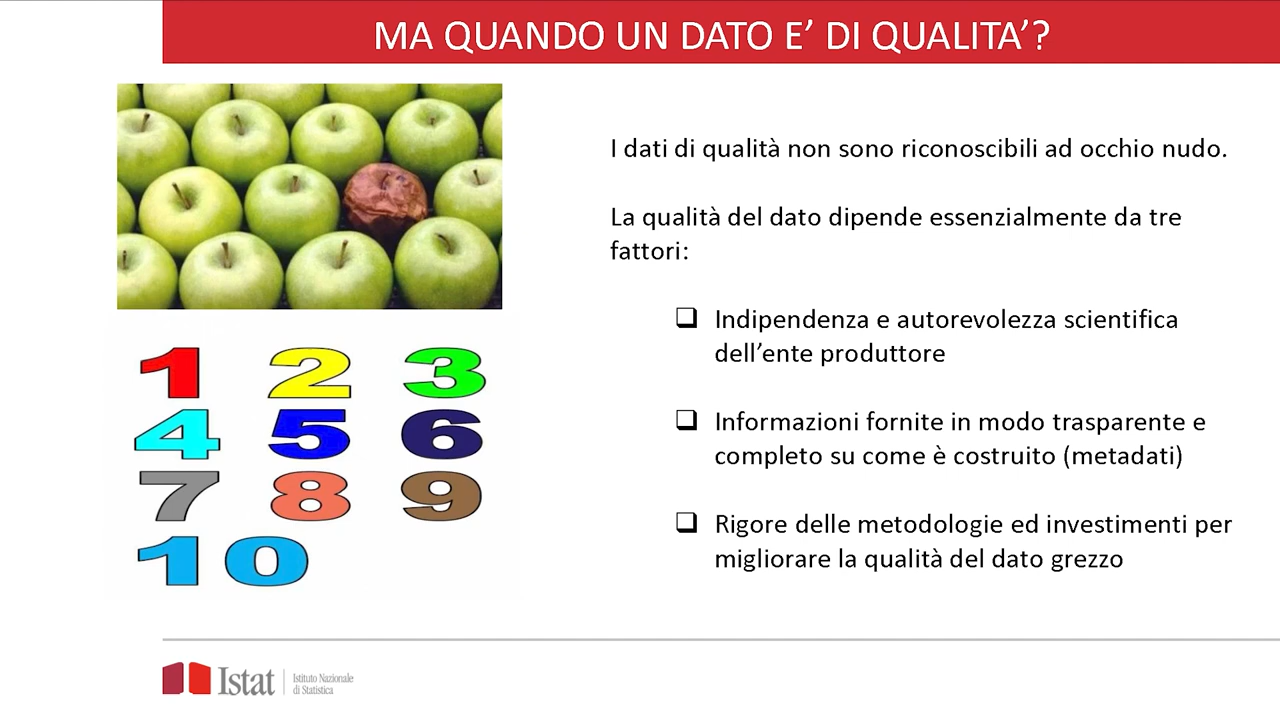 MA QUANDO UN DATO E’ DI QUALITA’?
I dati di qualità non sono riconoscibili ad occhio nudo.
La qualità del dato dipende essenzialmente da tre
fattori:
❑ Indipendenza e autorevolezza scientifica
dell’ente produttore
❑ Informazioni fornite in modo trasparente e
completo su come è costruito (metadati)
❑ Rigore delle metodologie ed investimenti per
migliorare la qualità del dato grezzo
1 2 3
4 5 6
7 8 9
10
Istat
Istituto Nazionale
di Statistica